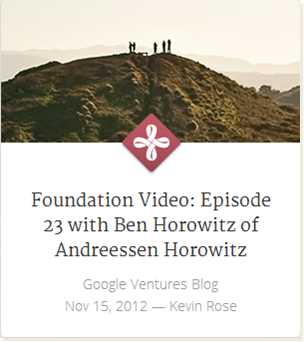 Foundation Video: Episode
23 with Ben Horowitz of
Andreessen Horowitz
Google Ventures Blog
Nov 15, 2012 — Kevin Rose